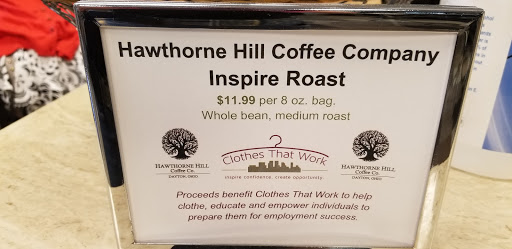 Hawthorne Hill Coffee Company
Inspire Roast
$11.99 per 8 oz. bag.
Whole bean, medium roast
HAWTHORNE HILL
COFFEE CO.
DAYTON, OHIO
Clothes That Work
inspire confidence, create opportunity
HAWTHORNE HILL
COFFEE CO.
DAYTON, OHIO
Proceeds benefit Clothes That Work to help
clothe, educate and empower individuals to
prepare them for employment success.